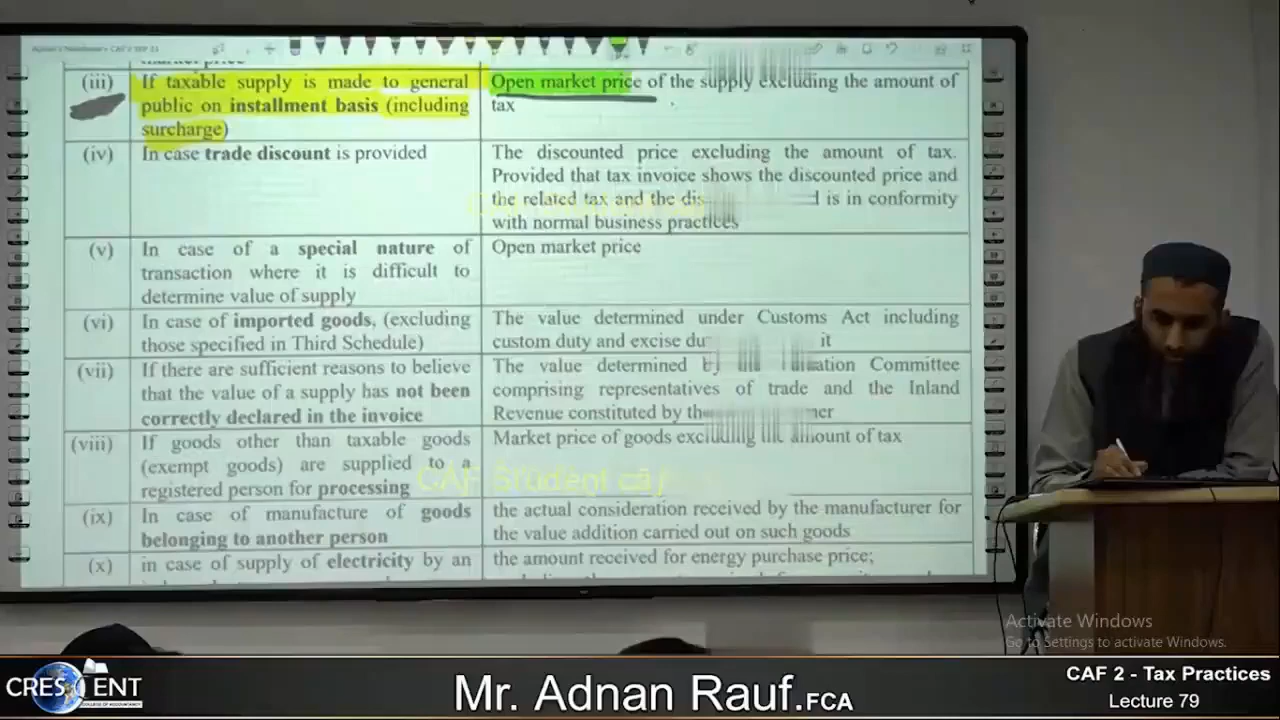 (iii) If taxable supply is made to general Open market price of the supply excluding the amount of
public on installment basis (including tax
surcharge)
(iv) In case trade discount is provided The discounted price excluding the amount of tax.
Provided that tax invoice shows the discounted price and
the related tax and the is in conformity
with normal business practices
(v) In case of a special nature of Open market price
transaction where it is difficult to
determine value of supply
(vi) In case of imported goods, (excluding The value determined under Customs Act including
those specified in Third Schedule) custom duty and excise it
(vii) If there are sufficient reasons to believe The value determined Committee
that the value of a supply has not been comprising representatives of trade and the Inland
correctly declared in the invoice Revenue constituted by
(viii) If goods other than taxable goods Market price of goods excluding the amount of tax
(exempt goods) are supplied to a
registered person for processing
CAF Student
(ix) In case of manufacture of goods the actual consideration received by the manufacturer for
belonging to another person the value addition carried out on such goods
(x) in case of supply of electricity by an the amount received for energy purchase price;
Activate Windows
Go to Settings to activate Windows.
CRESCENT
COLLEGE OF ACCOUNTANCY
Mr. Adnan Rauf.FCA
CAF 2 - Tax Practices
Lecture 79